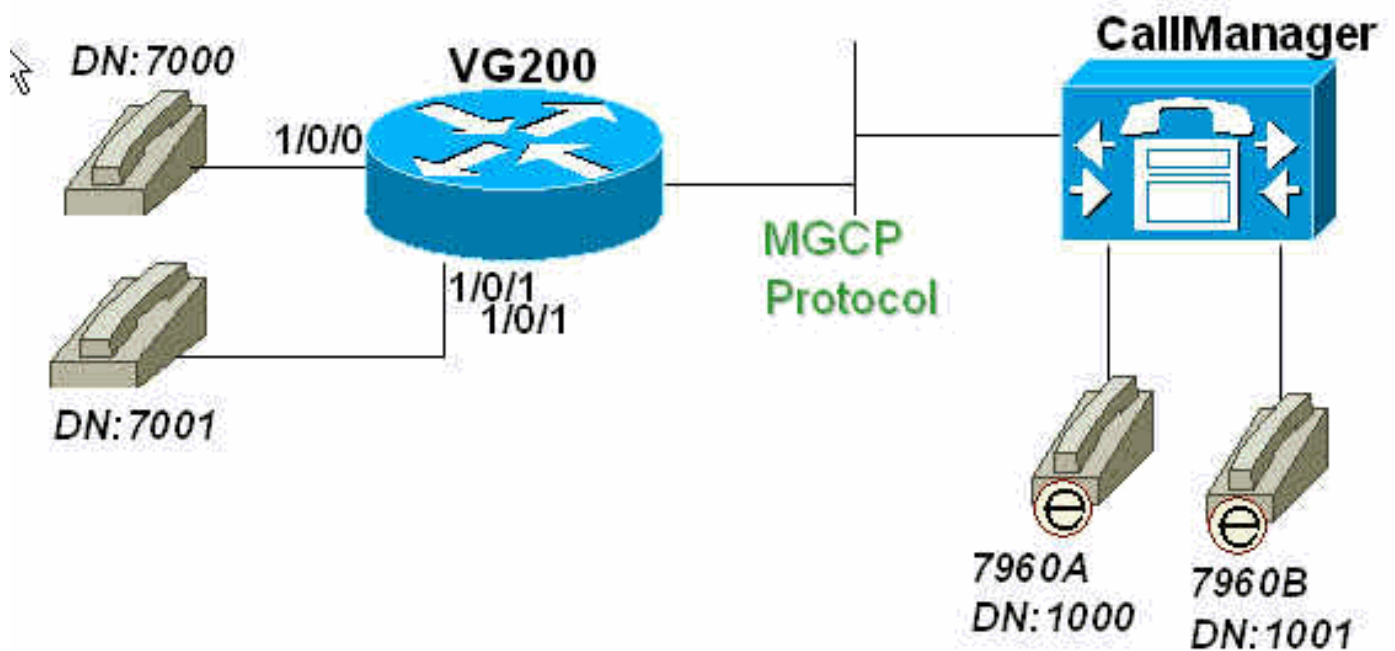 DN:7000
VG200
CallManager
1/0/0
1/0/1
1/0/1
MGCP
Protocol
DN:7001
7960A
DN:1000
7960B
DN:1001